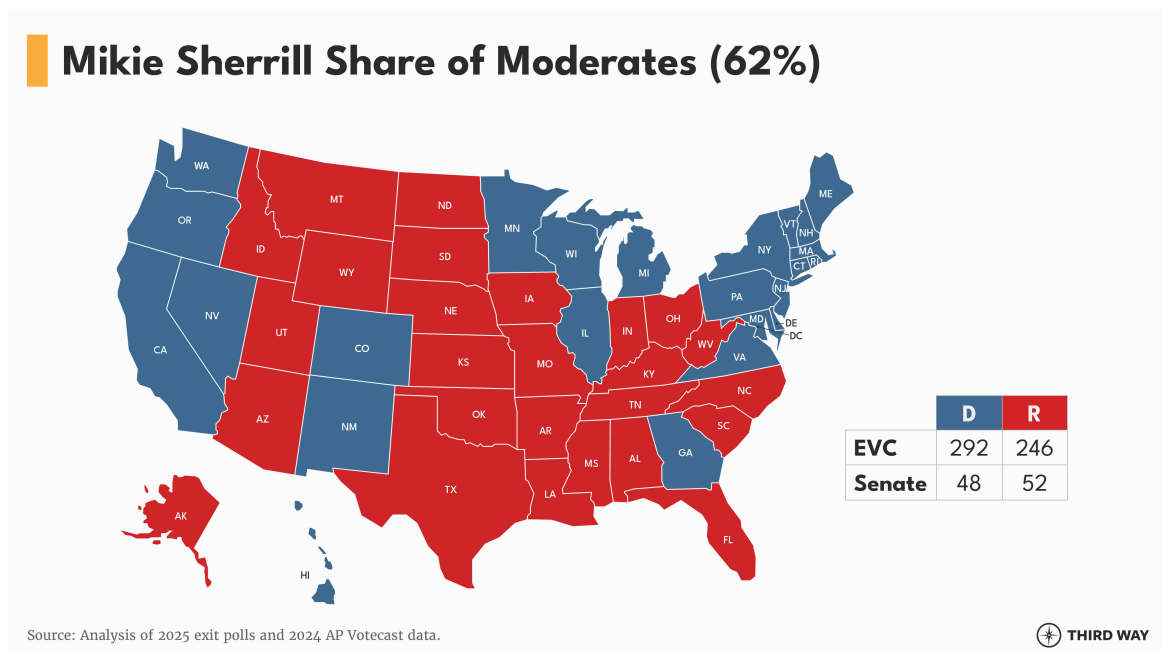 Mikie Sherrill Share of Moderates (62%)
WA
OR
CA
NV
ID
MT
WY
UT
AZ
CO
NM
ND
SD
NE
KS
OK
TX
MN
IA
MO
AR
LA
WI
IL
MI
IN
OH
KY
TN
MS
AL
GA
FL
SC
NC
VA
WV
PA
NY
VT
NH
ME
MA
CT
RI
NJ
MD
DE
DC
AK
HI
D R
EVC 292 246
Senate 48 52
Source: Analysis of 2025 exit polls and 2024 AP Votecast data.
THIRD WAY